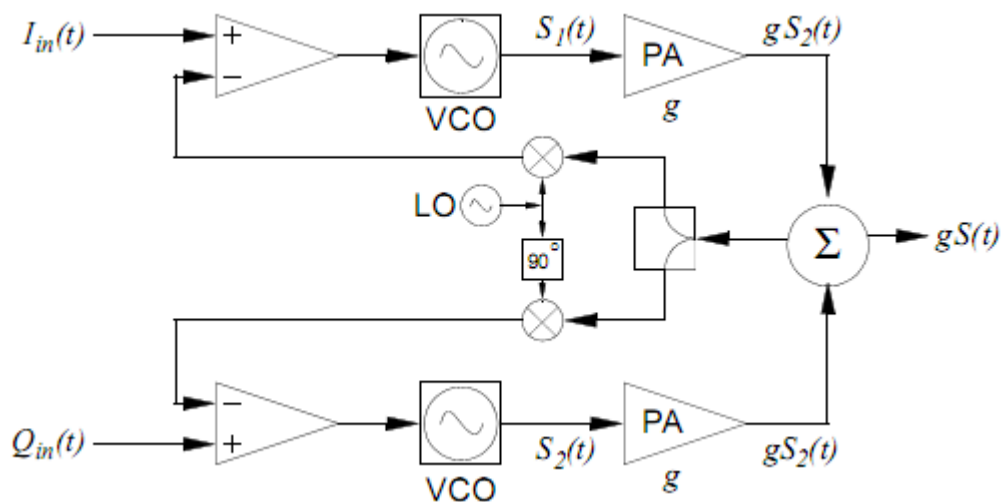 I_in(t)
+
−
VCO
S_1(t)
PA
g
gS_2(t)
LO
90°
Σ
gS(t)
−
+
Q_in(t)
VCO
S_2(t)
PA
g
gS_2(t)